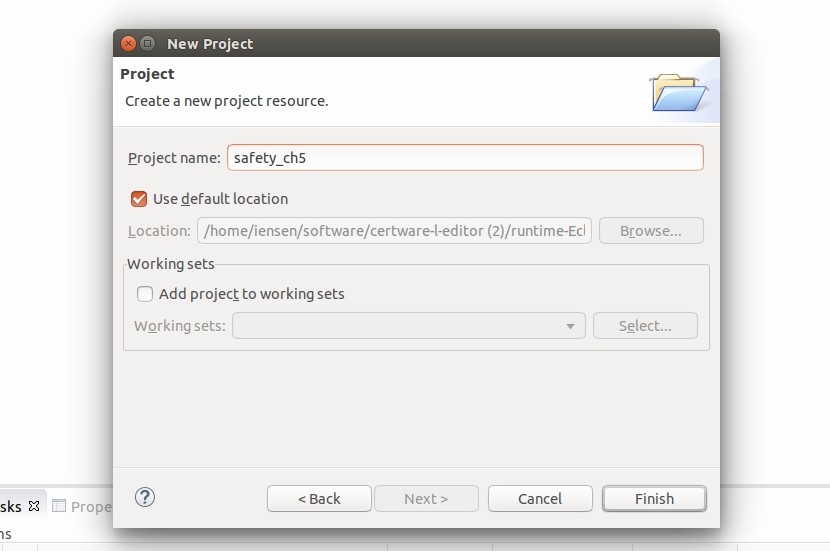 New Project
Project
Create a new project resource.
Project name: safety_ch5
Use default location
Location: /home/iensen/software/certware-l-editor (2)/runtime-Ecl Browse...
Working sets
Add project to working sets
Working sets: Select...
? < Back Next > Cancel Finish
sks Prope
ns